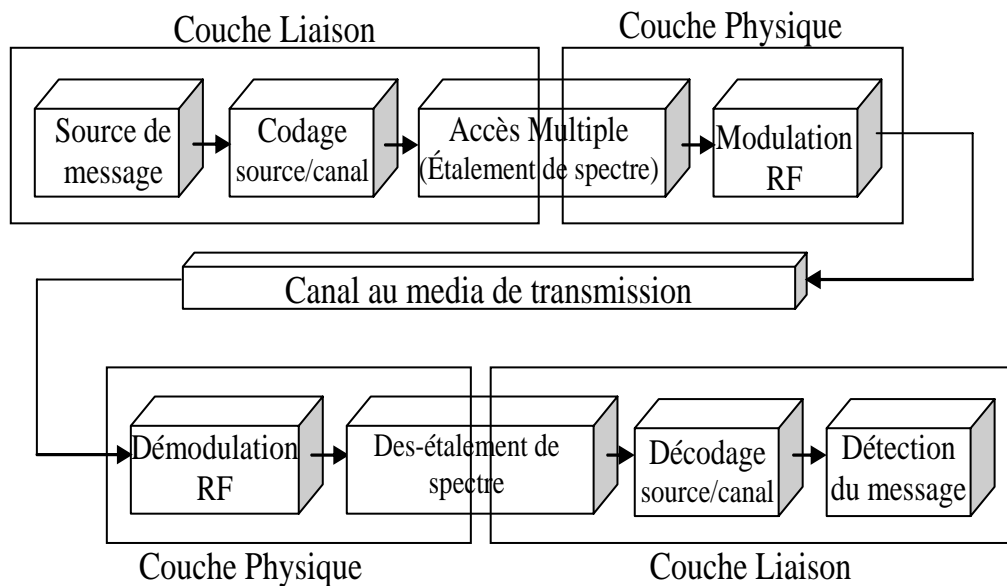 Couche Liaison
Couche Physique
Source de
message
Codage
source/canal
Accès Multiple
(Étalement de spectre)
Modulation
RF
Canal au media de transmission
Démodulation
RF
Des-étalement de
spectre
Décodage
source/canal
Détection
du message
Couche Physique
Couche Liaison